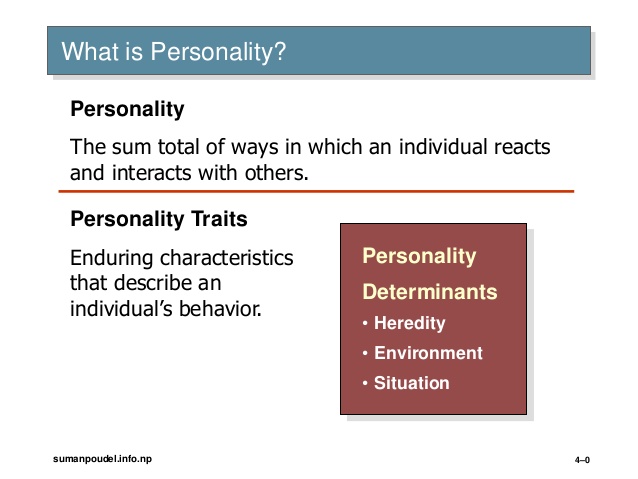 What is Personality?
Personality
The sum total of ways in which an individual reacts
and interacts with others.
Personality Traits
Enduring characteristics
that describe an
individual’s behavior.
Personality
Determinants
• Heredity
• Environment
• Situation
sumanpoudel.info.np
4–0